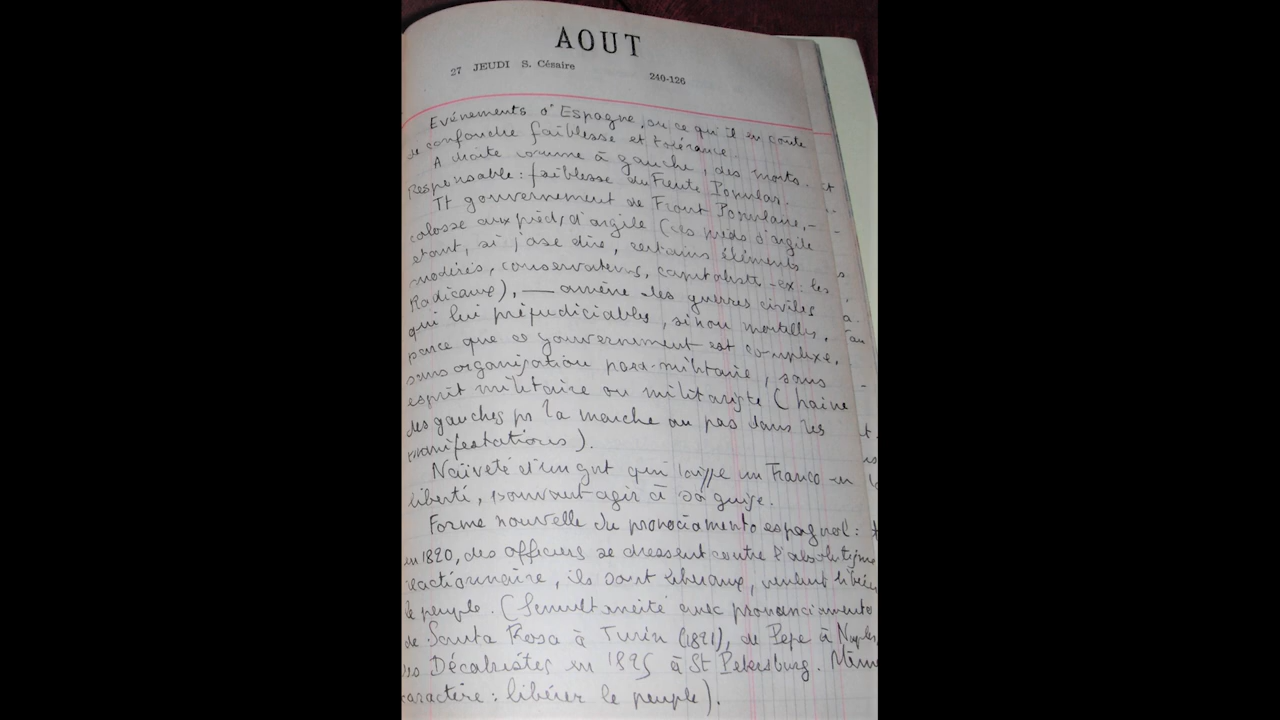 AOUT
27 JEUDI S. Césaire
240-126
Evénements d'Espagne, ou ce qu'il en coûte
de confondre faiblesse et tolérance.
A droite comme à gauche, des morts.
Responsable: faiblesse du Frente Popular.
Tt gouvernement de Front Populaire,-
colosse aux pieds d'argile (les pieds d'argile
étant, si j'ose dire, certains éléments
modérés, conservateurs, capitalistes - ex: les
Radicaux), — amène des guerres civiles
qui lui préjudiciables, sinon mortelles,
parce que ce gouvernement est complexe,
sans organisation para-militaire, sans
esprit militaire ou militariste (haine
des gauches pr la marche au pas dans les
manifestations).
Naïveté d'un gvt qui laisse un Franco en
liberté, pouvant agir à sa guise.
Forme nouvelle du pronociamento espagnol:
en 1820, des officiers se dressent contre l'absolutisme
réactionnaire, ils sont libéraux, veulent libérer
le peuple. (Simultanéité avec pronunciamento
de Santa Rosa à Turin (1821), de Pepe à Naples,
des Décabristes en 1825 à St Petersburg. Même
caractère: libérer le peuple).